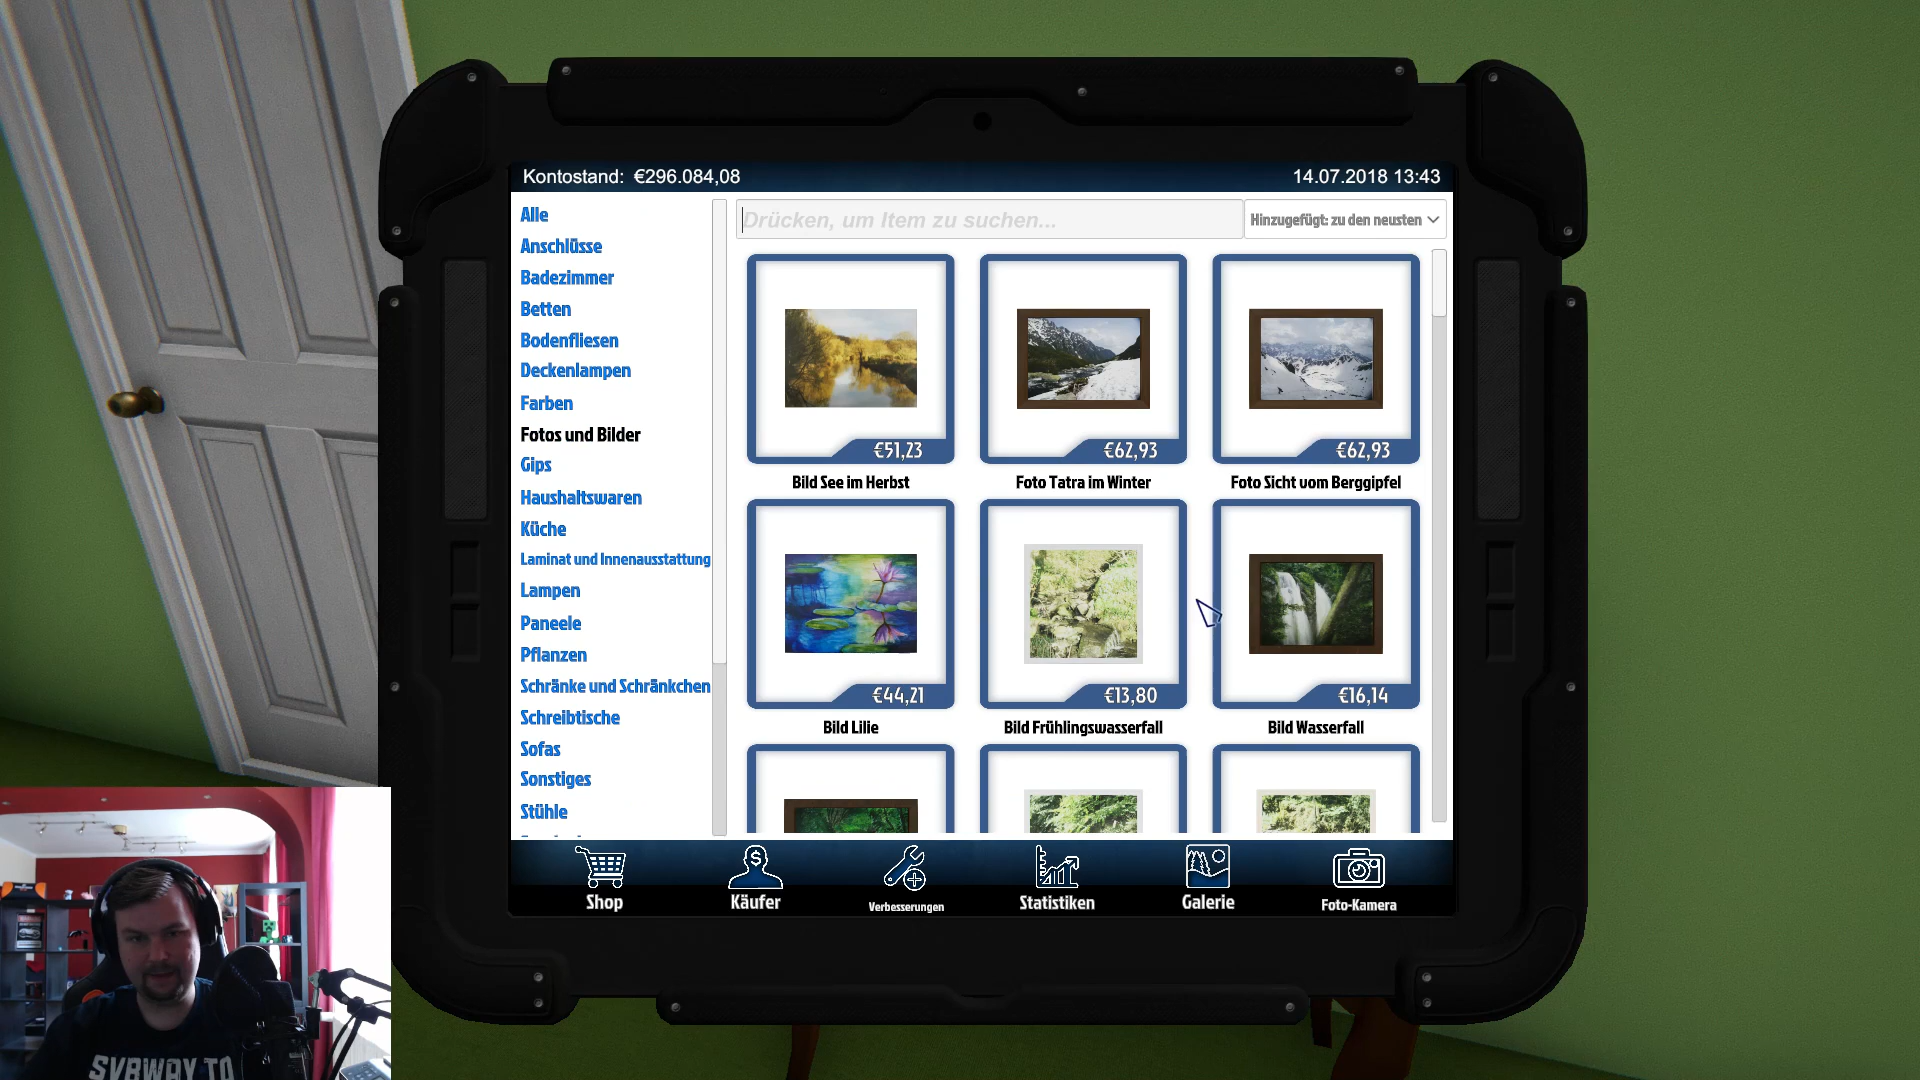 Kontostand: €296.084,08
14.07.2018 13:43
Alle
Anschlüsse
Badezimmer
Betten
Bodenfliesen
Deckenlampen
Farben
Fotos und Bilder
Gips
Haushaltswaren
Küche
Laminat und Innenausstattung
Lampen
Paneele
Pflanzen
Schränke und Schränkchen
Schreibtische
Sofas
Sonstiges
Stühle
Drücken, um Item zu suchen...
Hinzugefügt: zu den neusten
€51,23
€62,93
€62,93
Bild See im Herbst
Foto Tatra im Winter
Foto Sicht vom Berggipfel
€44,21
€13,80
€16,14
Bild Lilie
Bild Frühlingswasserfall
Bild Wasserfall
Shop
Käufer
Verbesserungen
Statistiken
Galerie
Foto-Kamera
SVBWAY TO